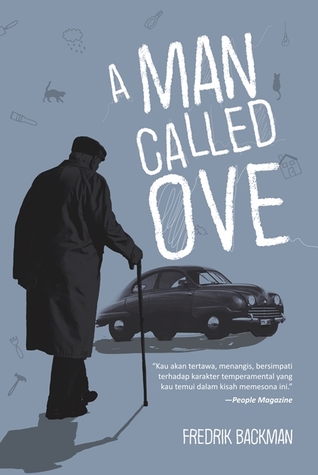 A MAN
CALLED
OVE
"Kau akan tertawa, menangis, bersimpati
terhadap karakter temperamental yang
kau temui dalam kisah memesona ini."
—People Magazine
FREDRIK BACKMAN